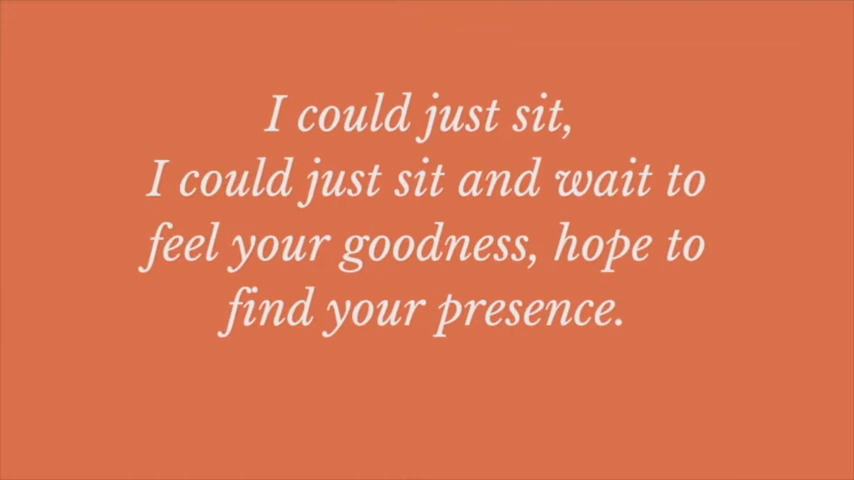 I could just sit,
I could just sit and wait to
feel your goodness, hope to
find your presence.